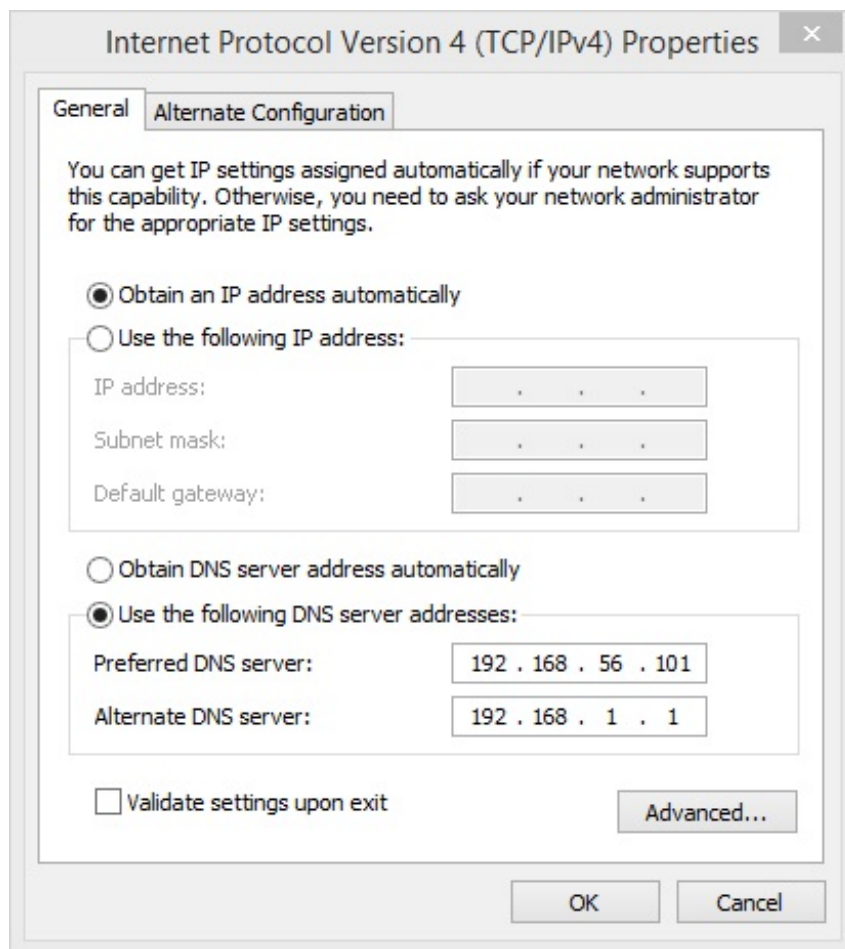 Internet Protocol Version 4 (TCP/IPv4) Properties
General
Alternate Configuration
You can get IP settings assigned automatically if your network supports
this capability. Otherwise, you need to ask your network administrator
for the appropriate IP settings.
Obtain an IP address automatically
Use the following IP address:
IP address:
. . .
Subnet mask:
. . .
Default gateway:
. . .
Obtain DNS server address automatically
Use the following DNS server addresses:
Preferred DNS server:
192 . 168 . 56 . 101
Alternate DNS server:
192 . 168 . 1 . 1
Validate settings upon exit
Advanced...
OK
Cancel